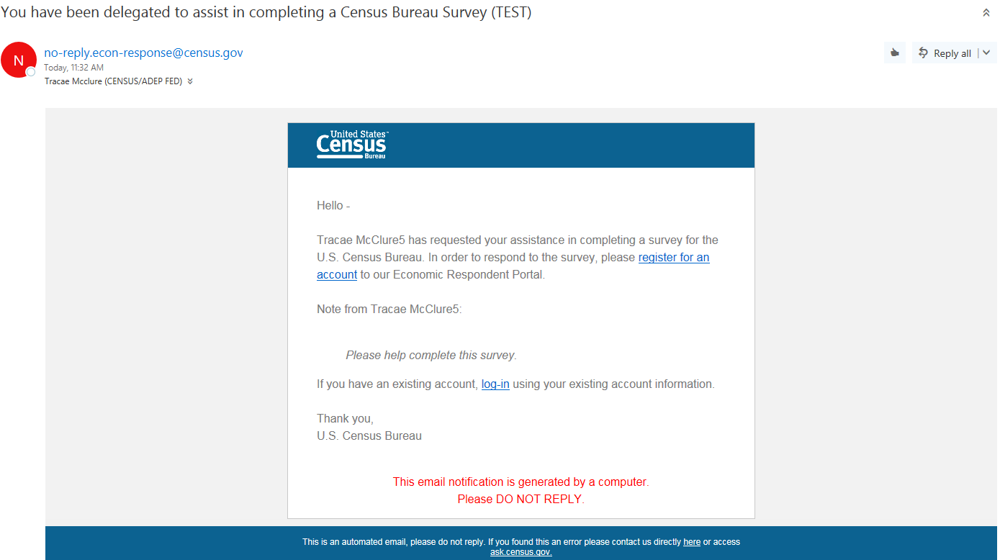 You have been delegated to assist in completing a Census Bureau Survey (TEST)
N
no-reply.econ-response@census.gov
Today, 11:32 AM
Tracae Mcclure (CENSUS/ADEP FED)
Reply all
United States™
Census
Bureau
Hello -
Tracae McClure5 has requested your assistance in completing a survey for the
U.S. Census Bureau. In order to respond to the survey, please register for an
account to our Economic Respondent Portal.
Note from Tracae McClure5:
Please help complete this survey.
If you have an existing account, log-in using your existing account information.
Thank you,
U.S. Census Bureau
This email notification is generated by a computer.
Please DO NOT REPLY.
This is an automated email, please do not reply. If you found this an error please contact us directly here or access
ask.census.gov.